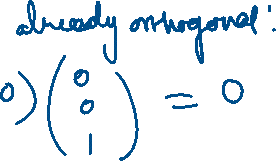 already orthogonal:
0) (0 0 1) = 0